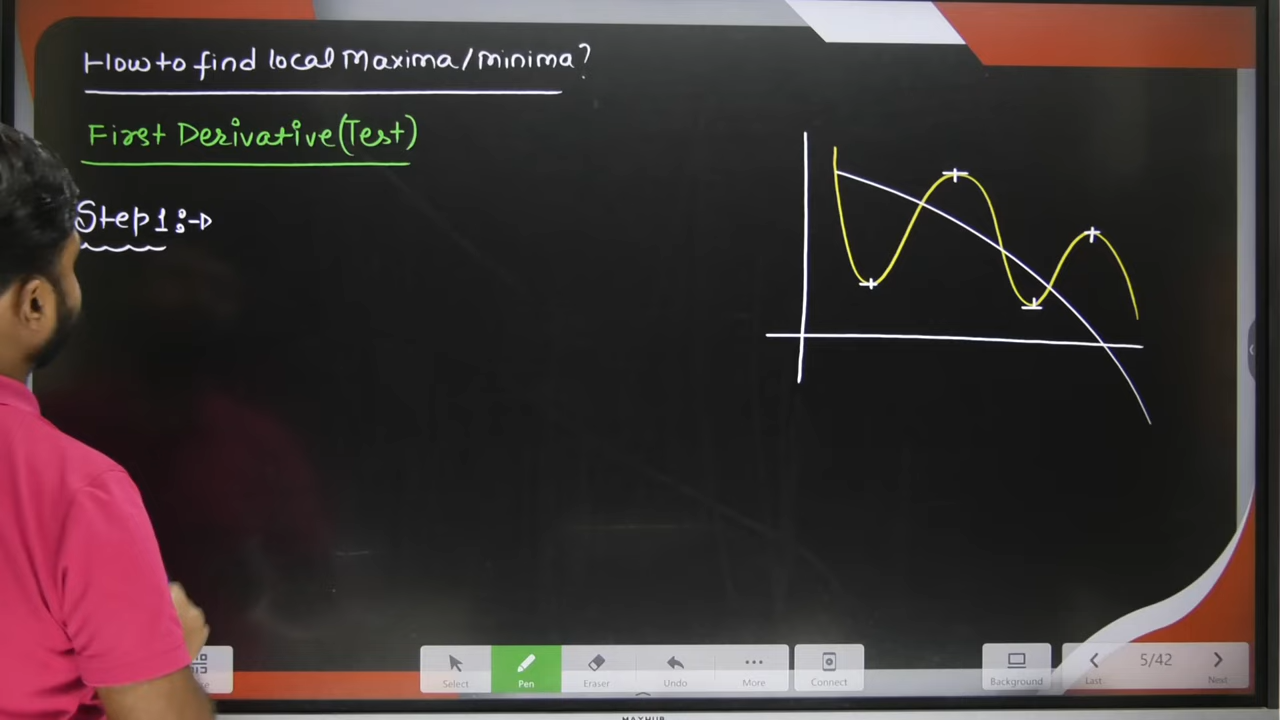 How to find local Maxima/minima?
First Derivative(Test)
Step 1:→
Select
Pen
Eraser
Undo
More
Connect
Background
Last
5/42
Next
MAXHUB